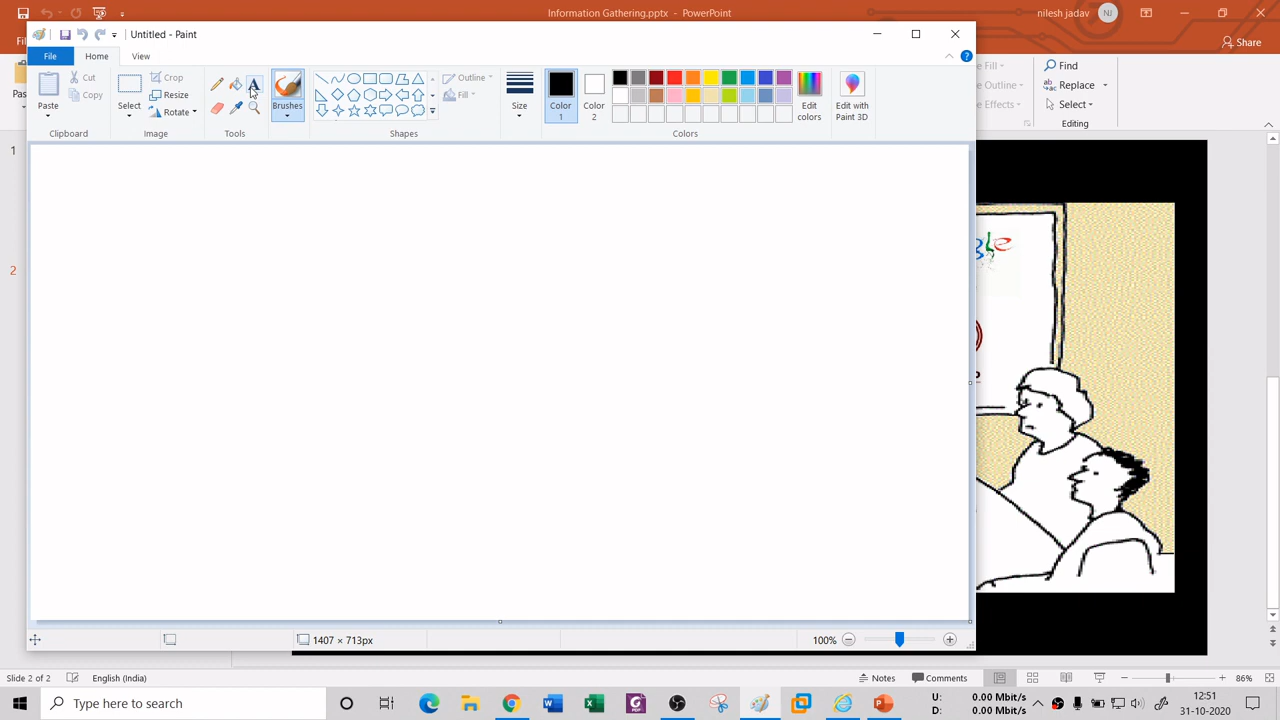 Information Gathering.pptx - PowerPoint
nilesh jadav
NJ
Untitled - Paint
File
Home
View
Share
Paste
Cut
Copy
Clipboard
Select
Crop
Resize
Rotate
Image
A
Tools
Brushes
Outline
Fill
Shapes
Size
Color 1
Color 2
Edit colors
Colors
Edit with Paint 3D
Find
Replace
Select
Editing
Fill
Outline
Effects
1
2
1407 × 713px
100%
Slide 2 of 2
English (India)
Notes
Comments
86%
Type here to search
U: 0.00 Mbit/s
D: 0.00 Mbit/s
12:51
31-10-2020